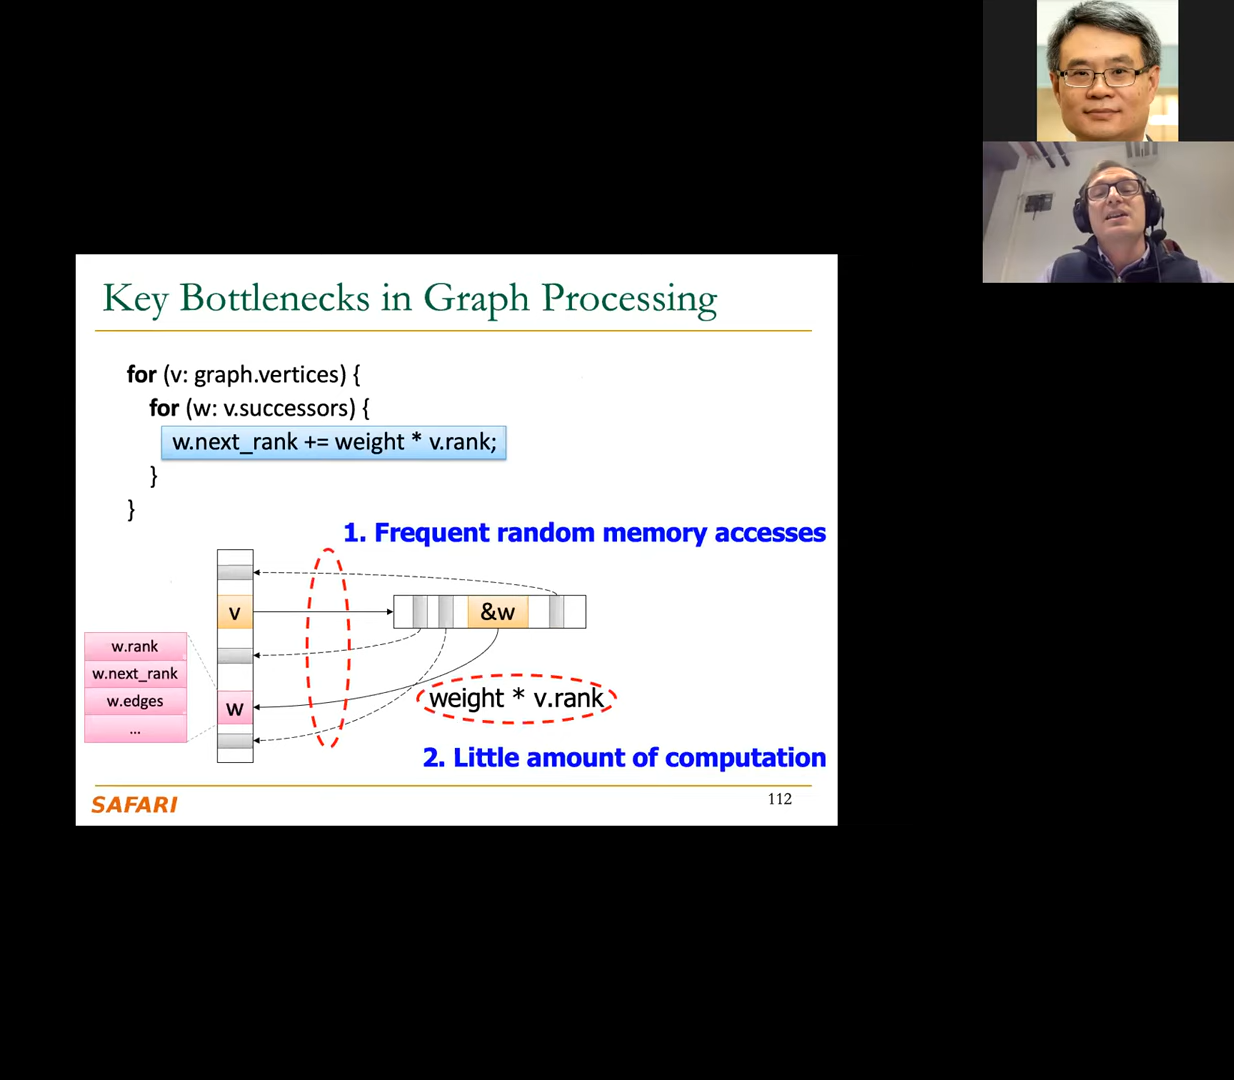 Key Bottlenecks in Graph Processing
for (v: graph.vertices) {
for (w: v.successors) {
w.next_rank += weight * v.rank;
}
}
1. Frequent random memory accesses
v
&w
w.rank
w.next_rank
w.edges
...
w
weight * v.rank
2. Little amount of computation
SAFARI
112